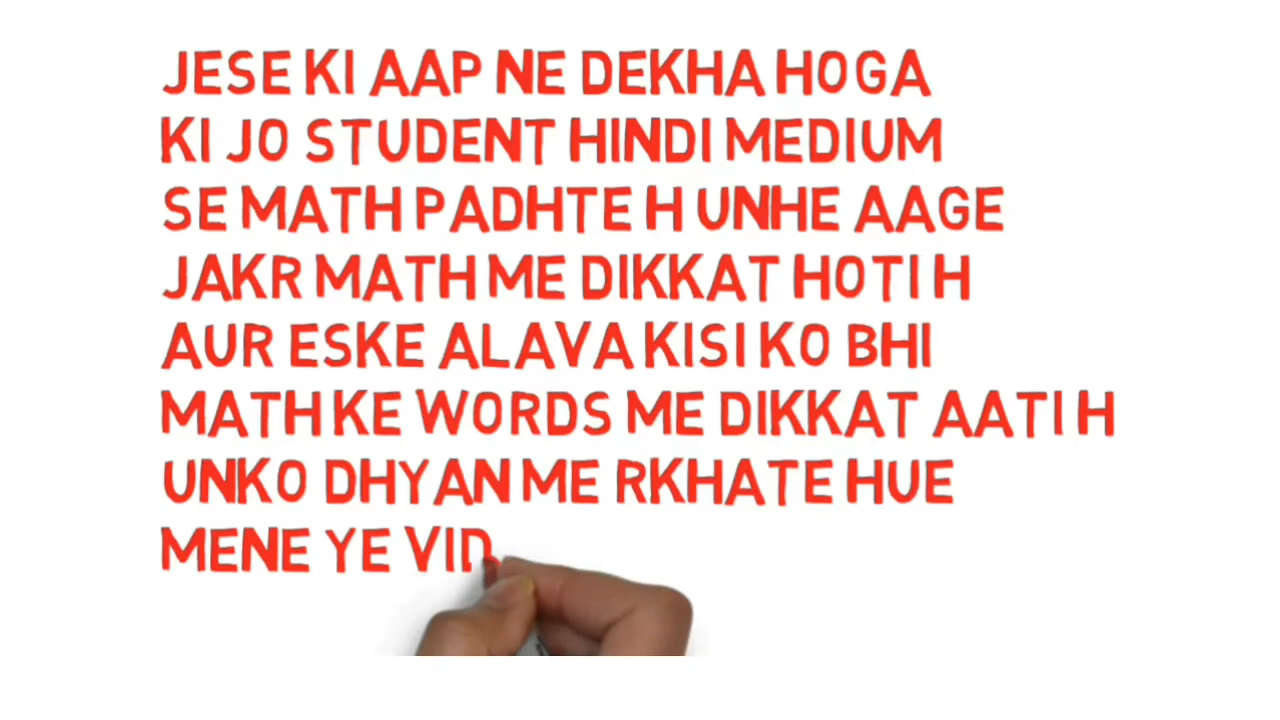 JESE KI AAP NE DEKHA HOGA
KI JO STUDENT HINDI MEDIUM
SE MATH PADHTE H UNHE AAGE
JAKR MATH ME DIKKAT HOTI H
AUR ESKE ALAVA KISI KO BHI
MATH KE WORDS ME DIKKAT AATI H
UNKO DHYAN ME RKHATE HUE
MENE YE VID